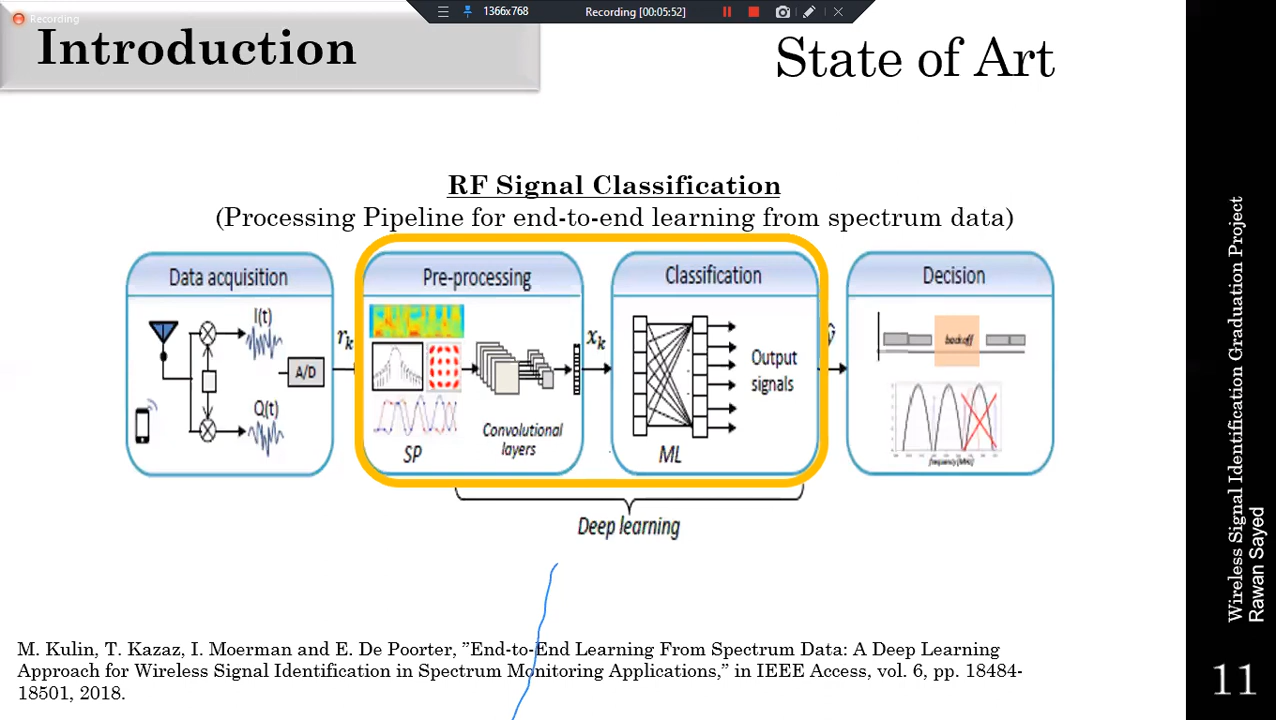 Recording
1366x768
Recording [00:05:52]
Introduction
State of Art
RF Signal Classification
(Processing Pipeline for end-to-end learning from spectrum data)
Data acquisition
I(t)
A/D
Q(t)
rk
Pre-processing
SP
Convolutional
layers
xk
Classification
Output
signals
ML
Decision
backoff
frequency [MHz]
Deep learning
M. Kulin, T. Kazaz, I. Moerman and E. De Poorter, ”End-to-End Learning From Spectrum Data: A Deep Learning
Approach for Wireless Signal Identification in Spectrum Monitoring Applications,” in IEEE Access, vol. 6, pp. 18484-
18501, 2018.
Wireless Signal Identification Graduation Project
Rawan Sayed
11